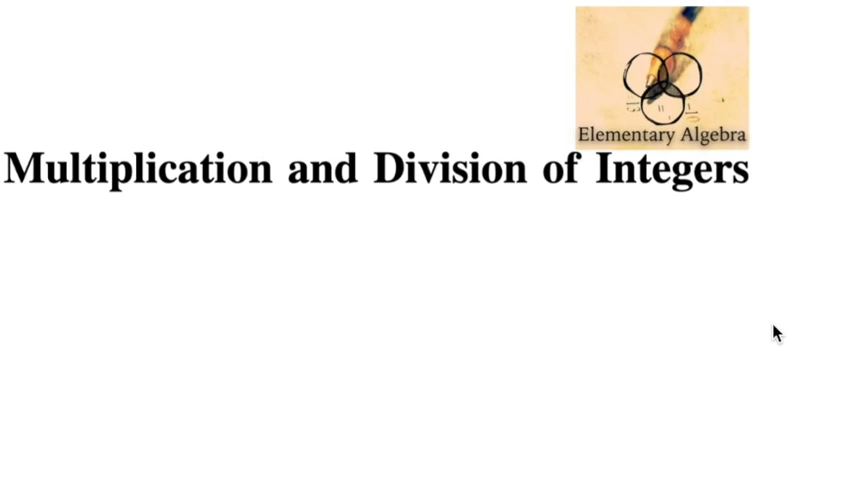 Elementary Algebra
Multiplication and Division of Integers